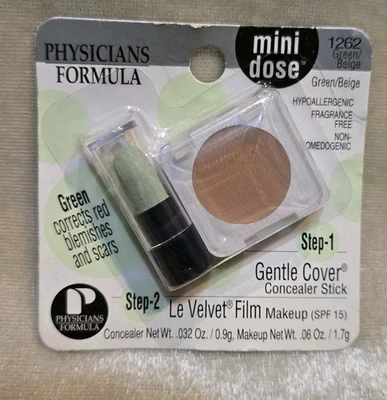 PHYSICIANS
FORMULA
mini
dose™
1262
Green/
Beige
Green/Beige
HYPOALLERGENIC
FRAGRANCE
FREE
NON-
COMEDOGENIC
Green
corrects red
blemishes
and scars
Step-1
Gentle Cover®
Concealer Stick
P
PHYSICIANS
FORMULA
Step-2 Le Velvet® Film Makeup (SPF 15)
Concealer Net Wt. .032 Oz. / 0.9g, Makeup Net Wt. .06 Oz. / 1.7g